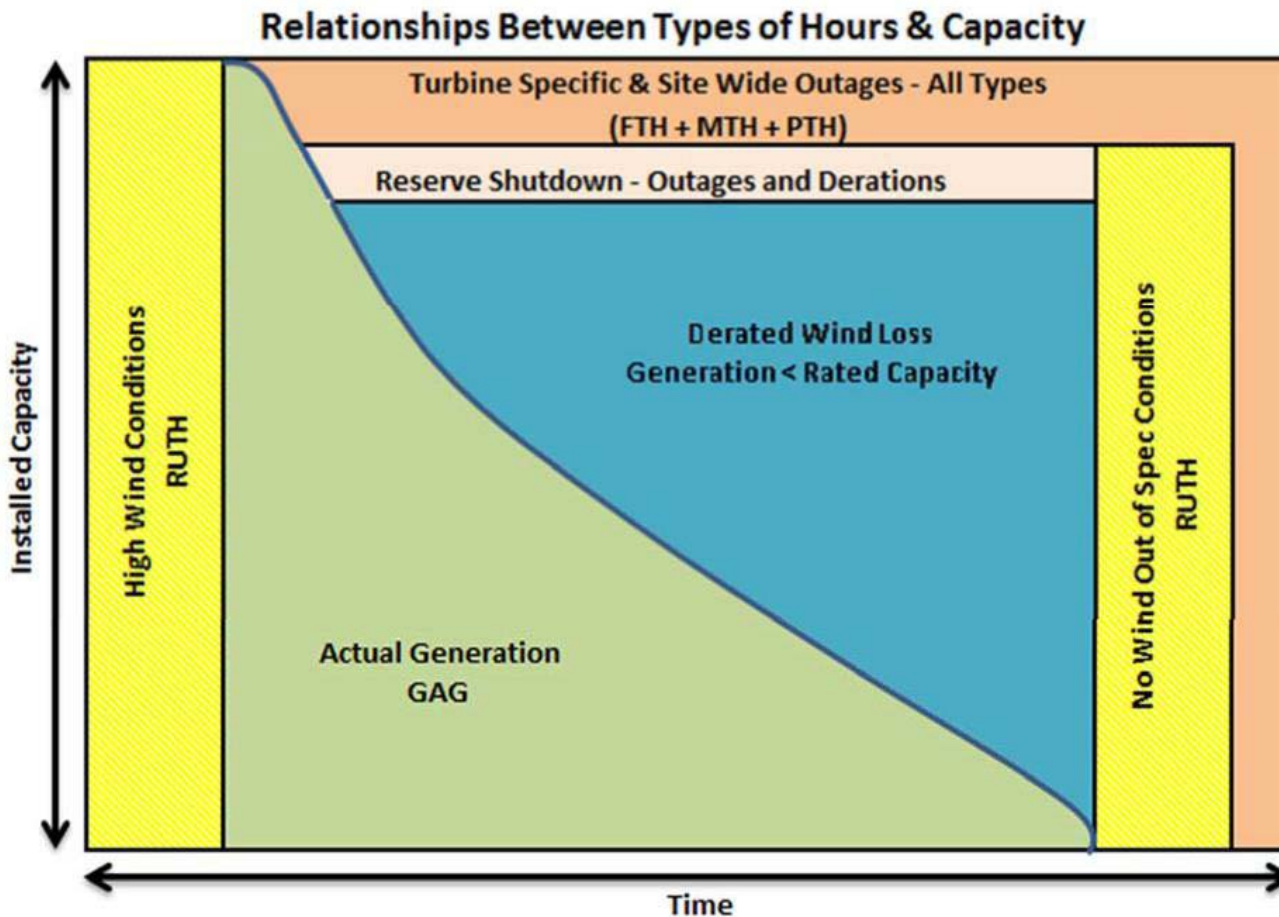 Relationships Between Types of Hours & Capacity
Turbine Specific & Site Wide Outages - All Types
(FTH + MTH + PTH)
Reserve Shutdown - Outages and Derations
Derated Wind Loss
Generation < Rated Capacity
Installed Capacity
High Wind Conditions
RUTH
No Wind Out of Spec Conditions
RUTH
Actual Generation
GAG
Time